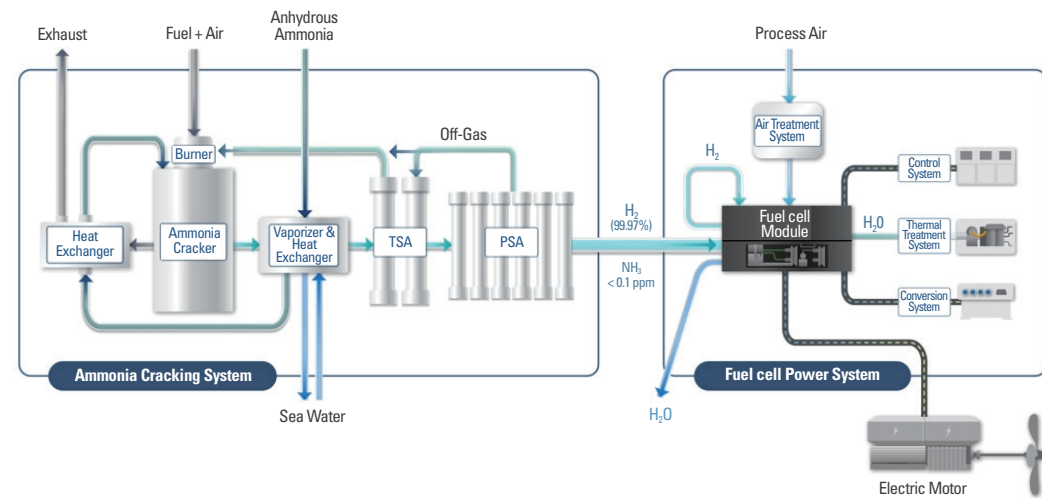 Exhaust
Fuel + Air
Anhydrous
Ammonia
Process Air
Off-Gas
Burner
Air Treatment
System
H₂
Control
System
Heat
Exchanger
Ammonia
Cracker
Vaporizer &
Heat
Exchanger
TSA
PSA
H₂
(99.97%)
NH₃
< 0.1 ppm
Fuel cell
Module
H₂O
Thermal
Treatment
System
Conversion
System
Ammonia Cracking System
Fuel cell Power System
Sea Water
H₂O
Electric Motor